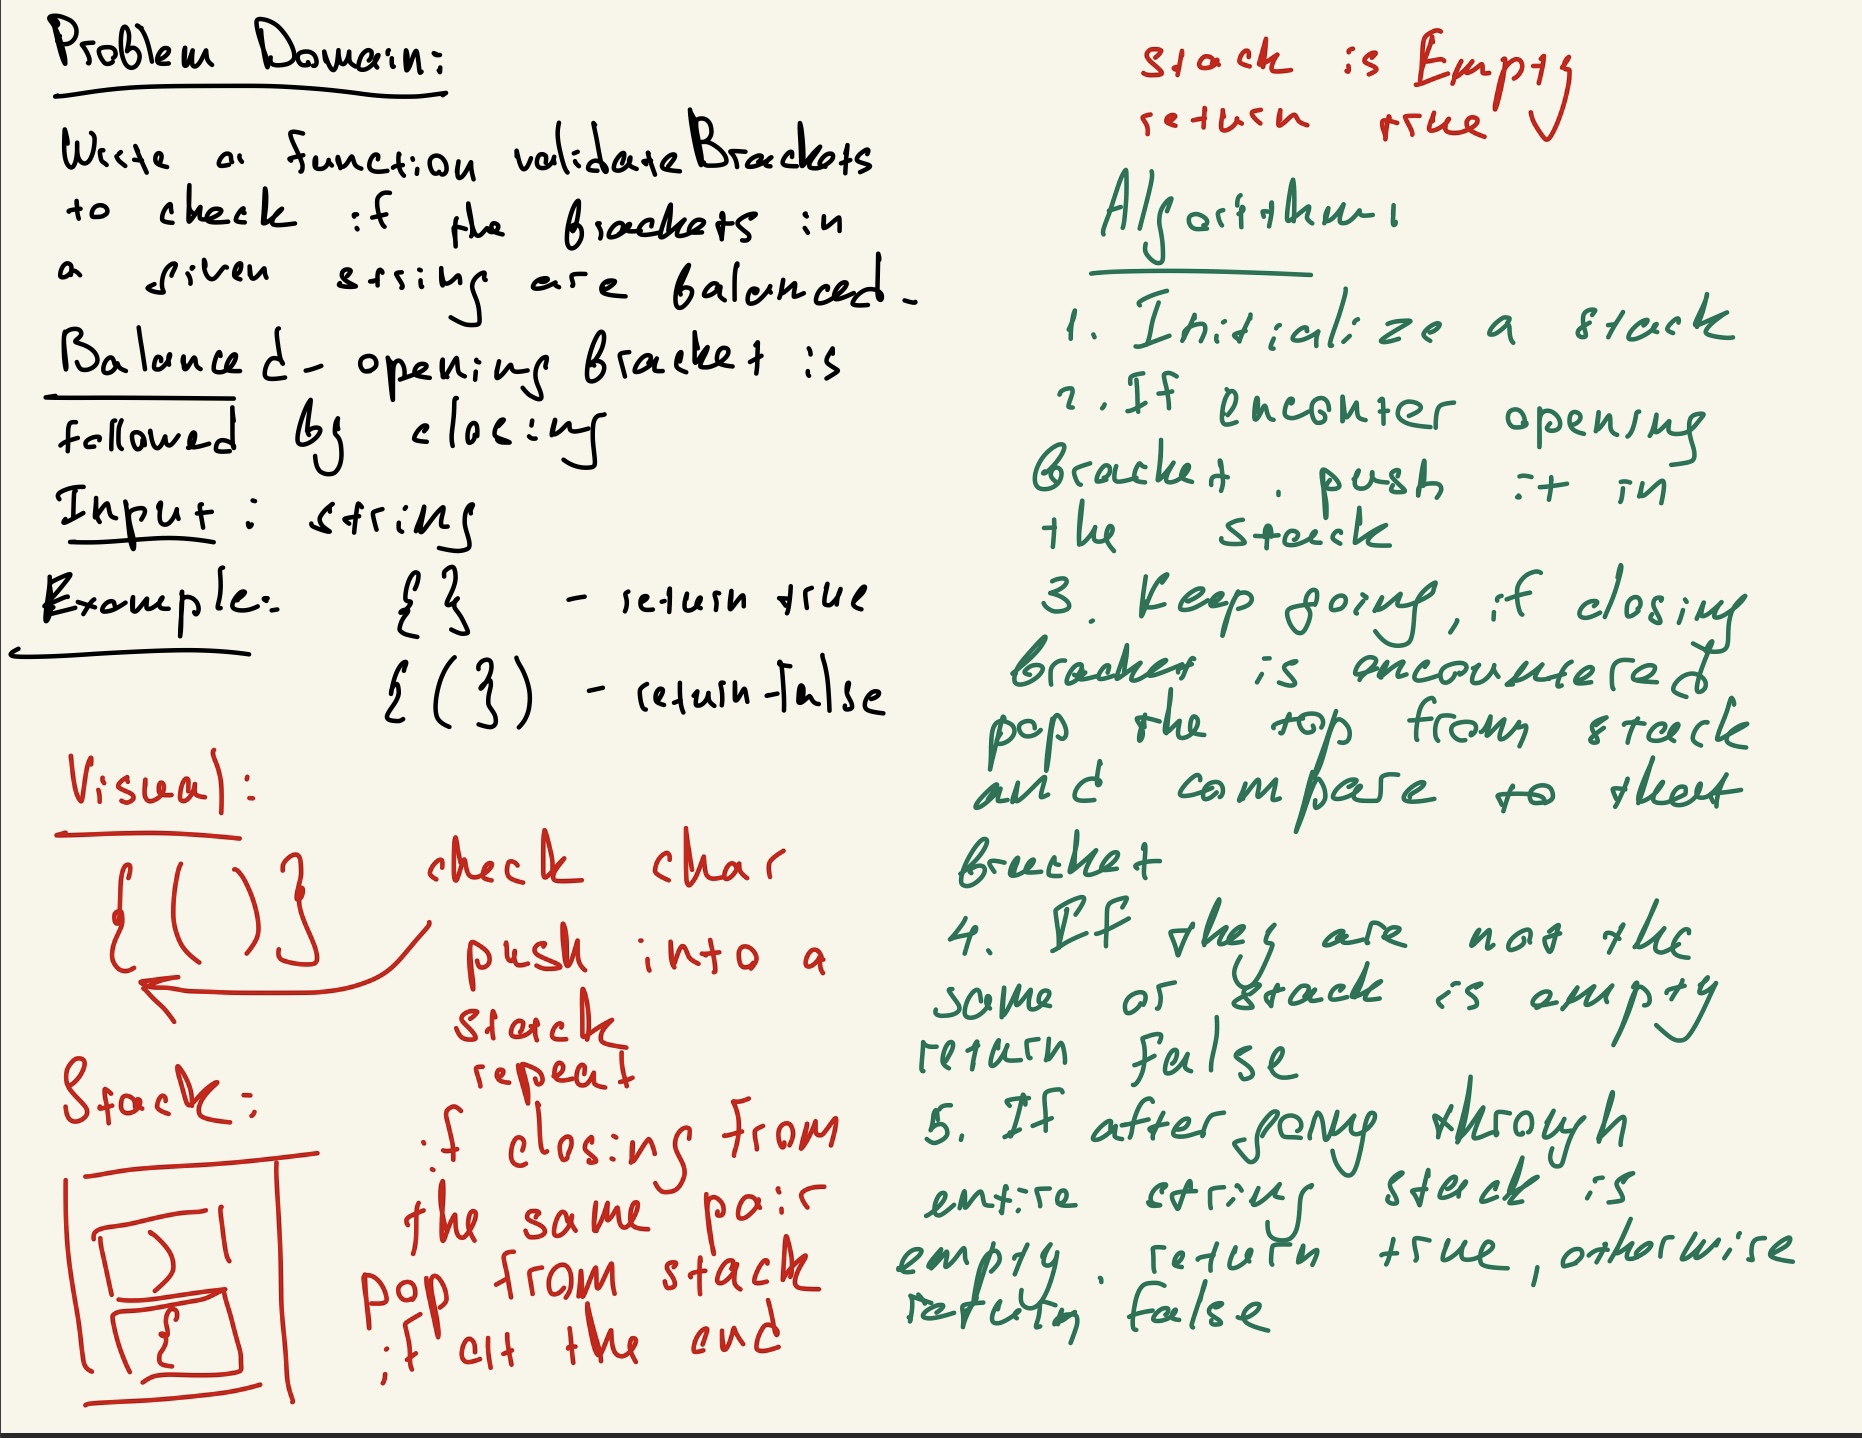 Problem Domain:
Write a function validateBrackets
to check if the brackets in
a given string are balanced.
Balanced - opening bracket is
followed by closing
Input: string
Example: {} - return true
{(}) - return false
Visual:
{()}
check char
push into a
stack
repeat
if closing from
the same pair
pop from stack
if at the end
Stack:
)
{
stack is Empty
return true
Algorithm:
1. Initialize a stack
2. If enconter opening
bracket. push it in
the stack
3. Keep going, if closing
bracket is encountered
pop the top from stack
and compare to that
bracket
4. If they are not the
same or stack is empty
return false
5. If after going through
entire string stack is
empty. return true, otherwise
return false